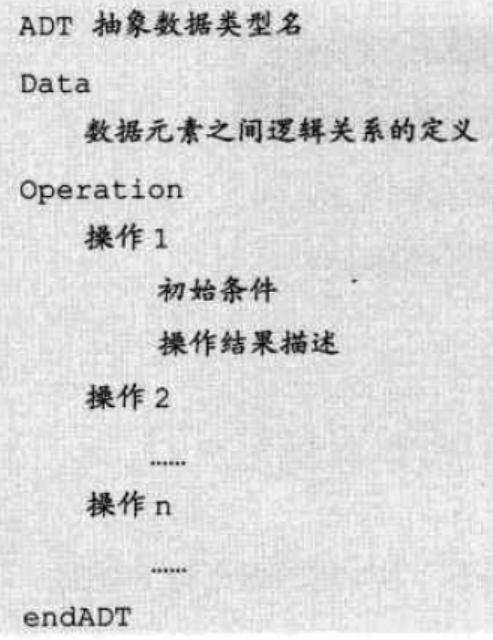 ADT 抽象数据类型名
Data
数据元素之间逻辑关系的定义
Operation
操作1
初始条件
操作结果描述
操作2
……
操作n
……
endADT